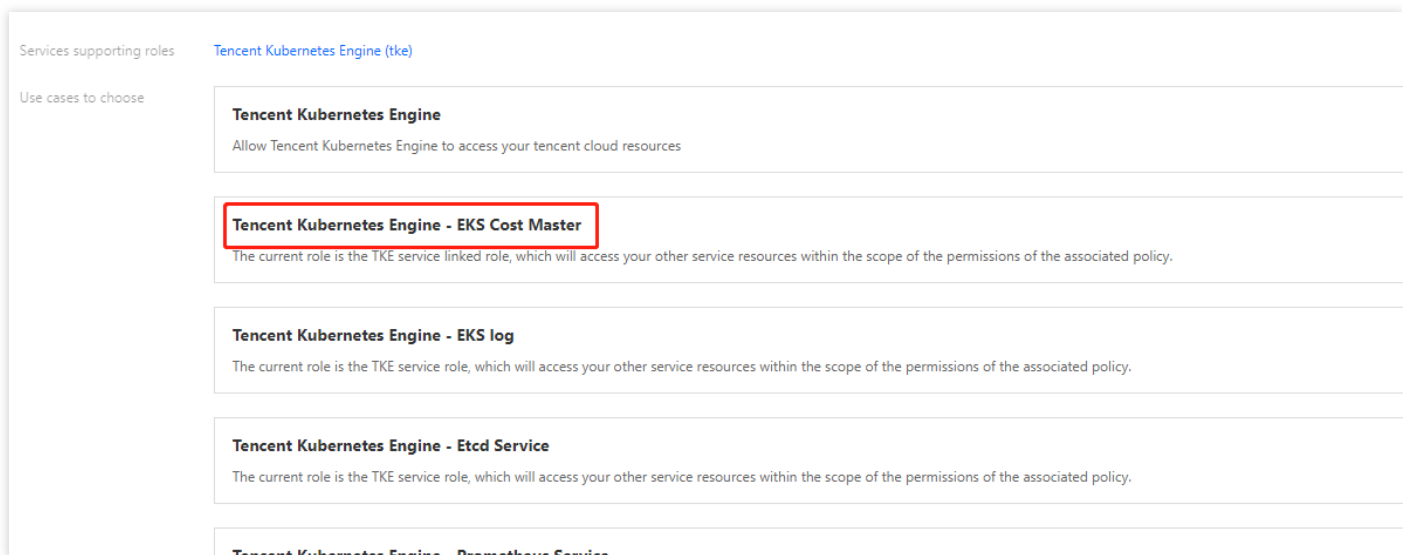 Services supporting roles Tencent Kubernetes Engine (tke)
Use cases to choose
Tencent Kubernetes Engine
Allow Tencent Kubernetes Engine to access your tencent cloud resources
Tencent Kubernetes Engine - EKS Cost Master
The current role is the TKE service linked role, which will access your other service resources within the scope of the permissions of the associated policy.
Tencent Kubernetes Engine - EKS log
The current role is the TKE service role, which will access your other service resources within the scope of the permissions of the associated policy.
Tencent Kubernetes Engine - Etcd Service
The current role is the TKE service role, which will access your other service resources within the scope of the permissions of the associated policy.
Tencent Kubernetes Engine - Prometheus Service